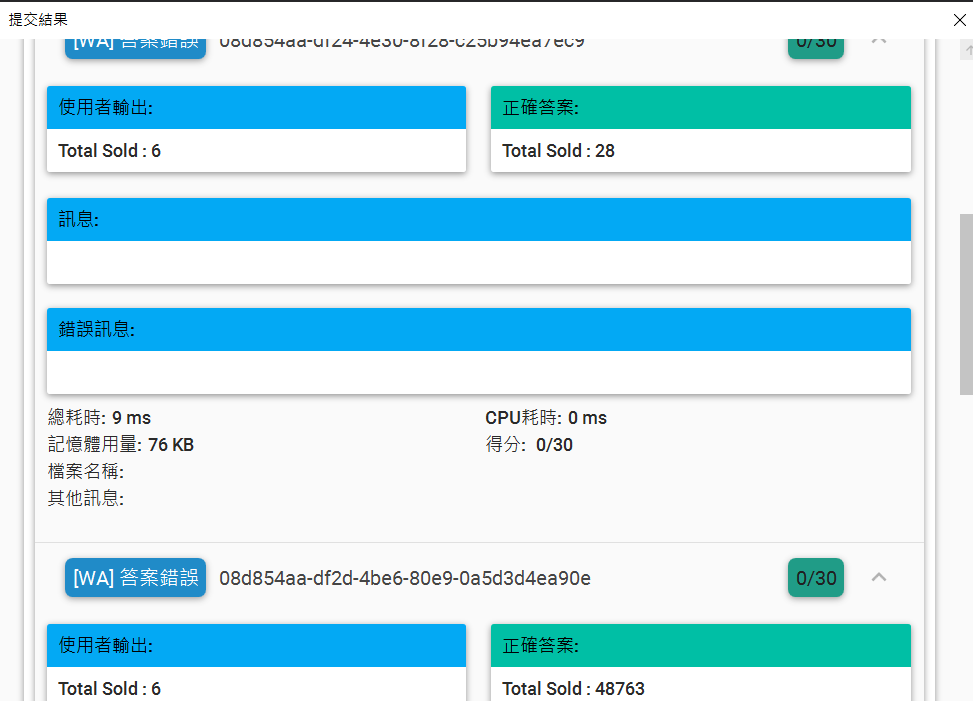 提交結果
[WA] 答案錯誤 08d854aa-df24-4e30-8f28-c25b94ea7ec9 0/30
使用者輸出: 正確答案:
Total Sold : 6 Total Sold : 28
訊息:
錯誤訊息:
總耗時: 9 ms CPU耗時: 0 ms
記憶體用量: 76 KB 得分: 0/30
檔案名稱:
其他訊息:
[WA] 答案錯誤 08d854aa-df2d-4be6-80e9-0a5d3d4ea90e 0/30
使用者輸出: 正確答案:
Total Sold : 6 Total Sold : 48763